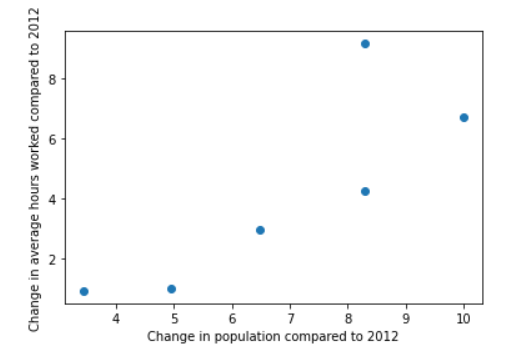 Change in average hours worked compared to 2012
8
6
4
2
4 5 6 7 8 9 10
Change in population compared to 2012